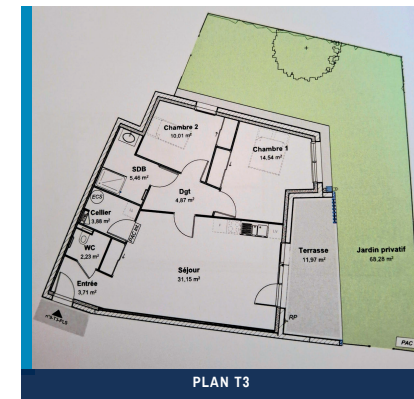 Chambre 2
10,01 m²
Chambre 1
14,54 m²
SDB
5,46 m²
Dgt
4,87 m²
ECS
Cellier
3,88 m²
WC
2,23 m²
Séjour
31,15 m²
Entrée
3,71 m²
Terrasse
11,97 m²
Jardin privatif
68,28 m²
RP
PAC
PLAN T3